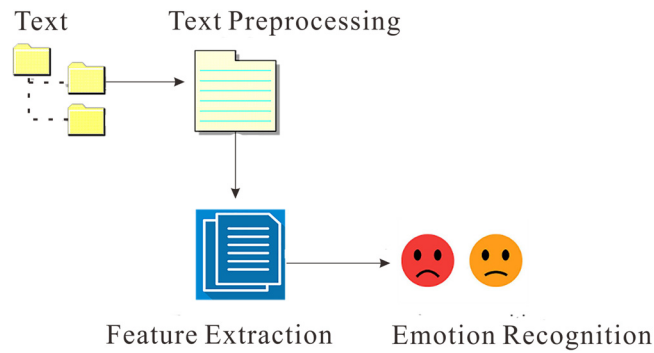 Text
Text Preprocessing
Feature Extraction
Emotion Recognition